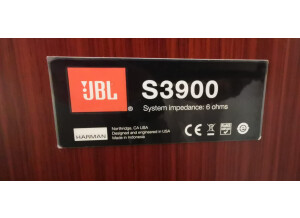 JBL
®
S3900
System impedance: 6 ohms
HARMAN
Northridge, CA USA
Designed and engineered in USA
Made in Indonesia
CE